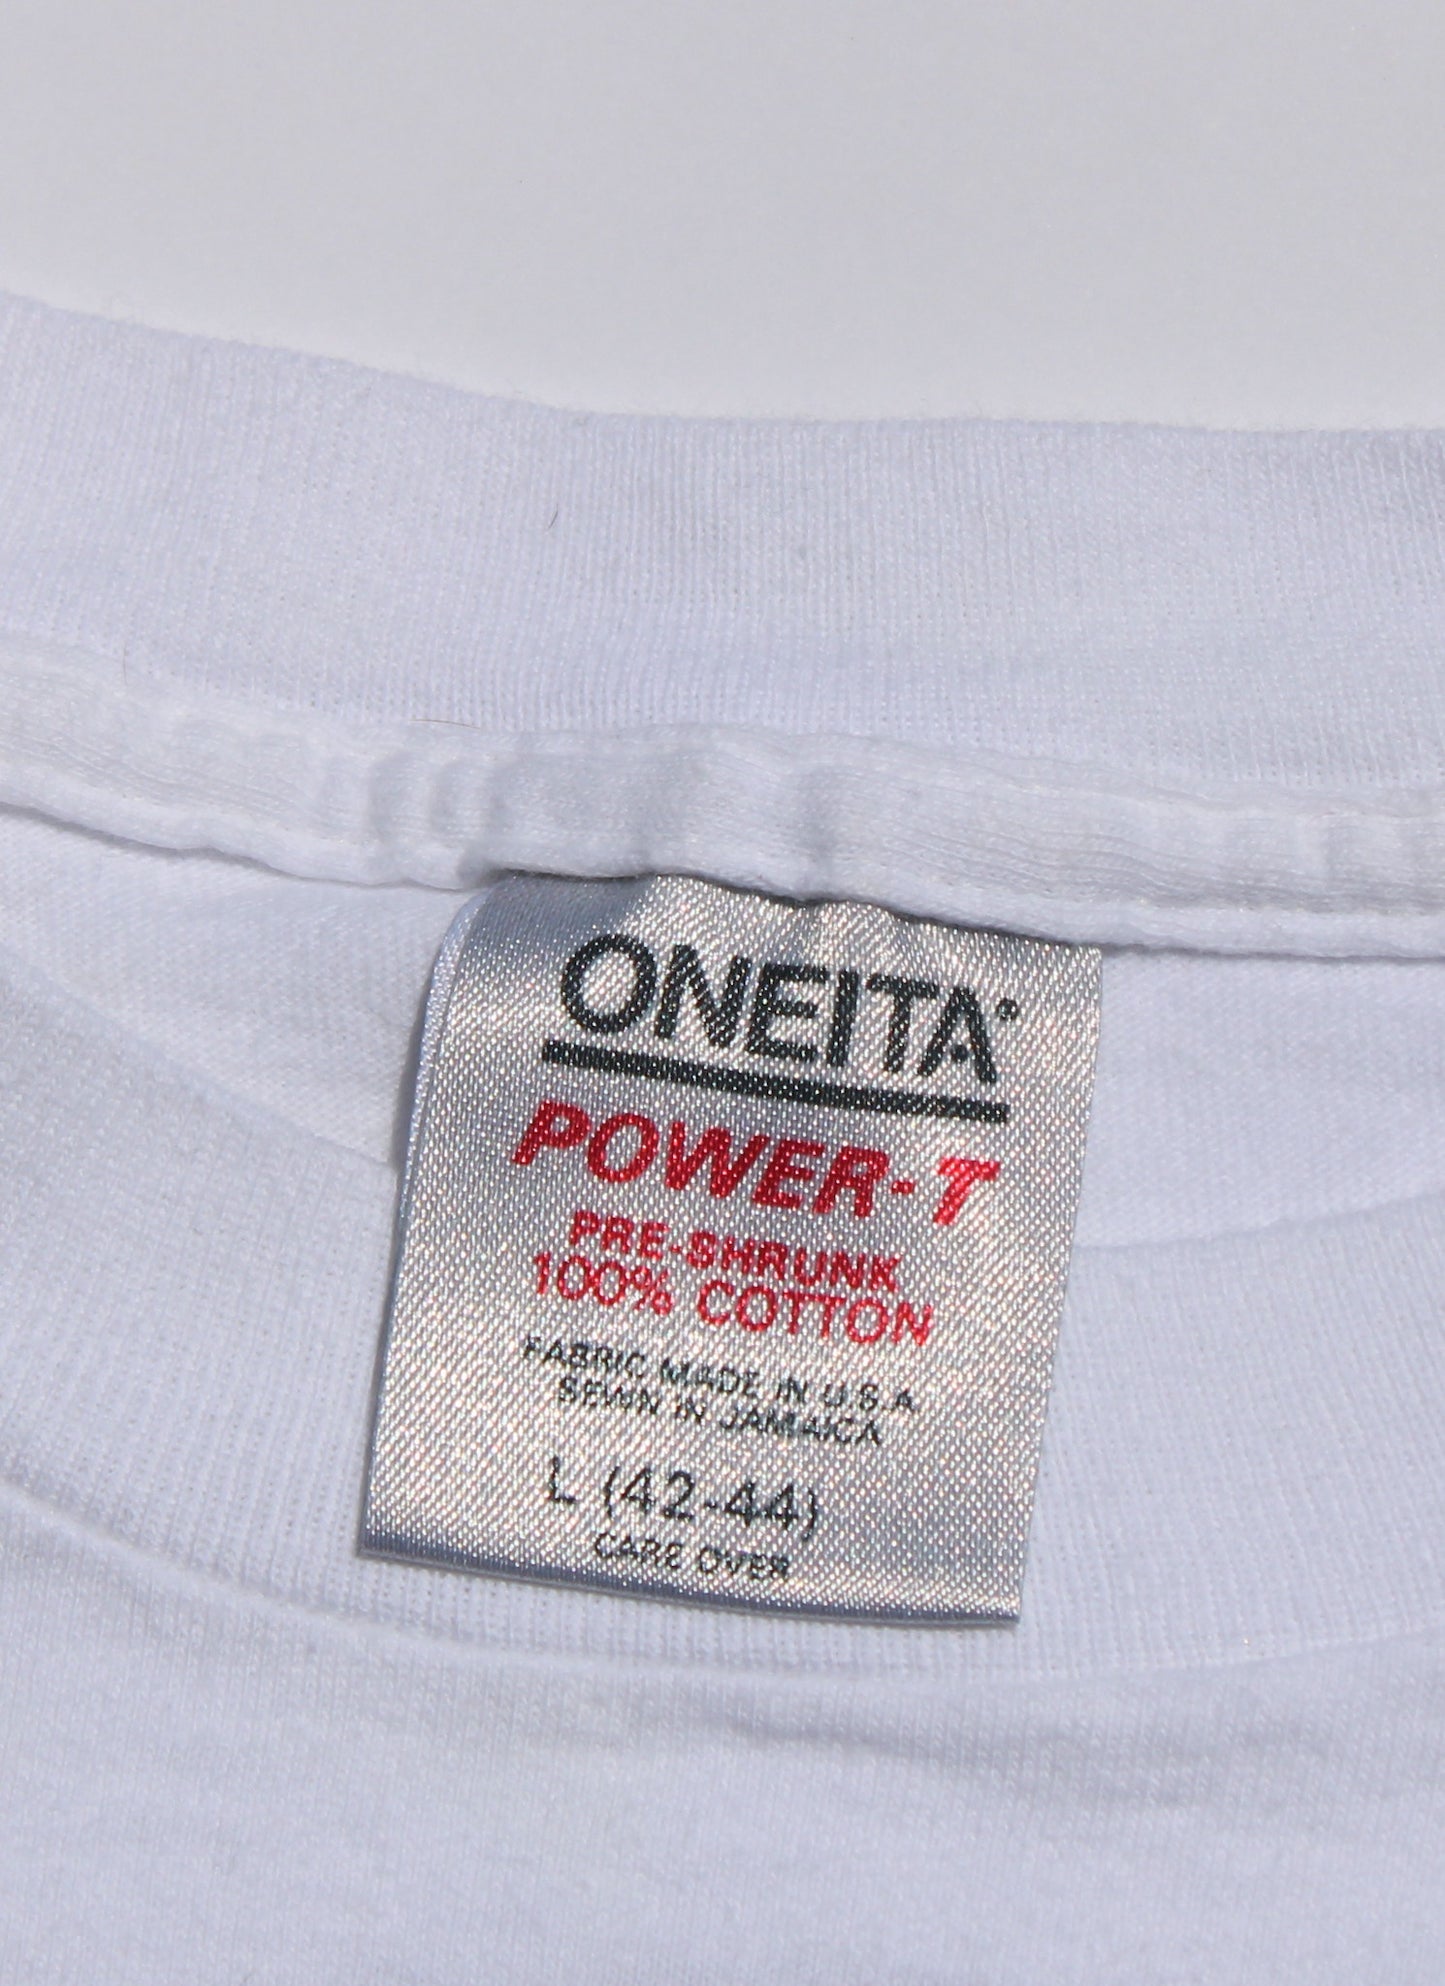 ONEITA®
POWER-T
PRE-SHRUNK
100% COTTON
FABRIC MADE IN U.S.A
SEWN IN JAMAICA
L (42-44)
CARE OVER